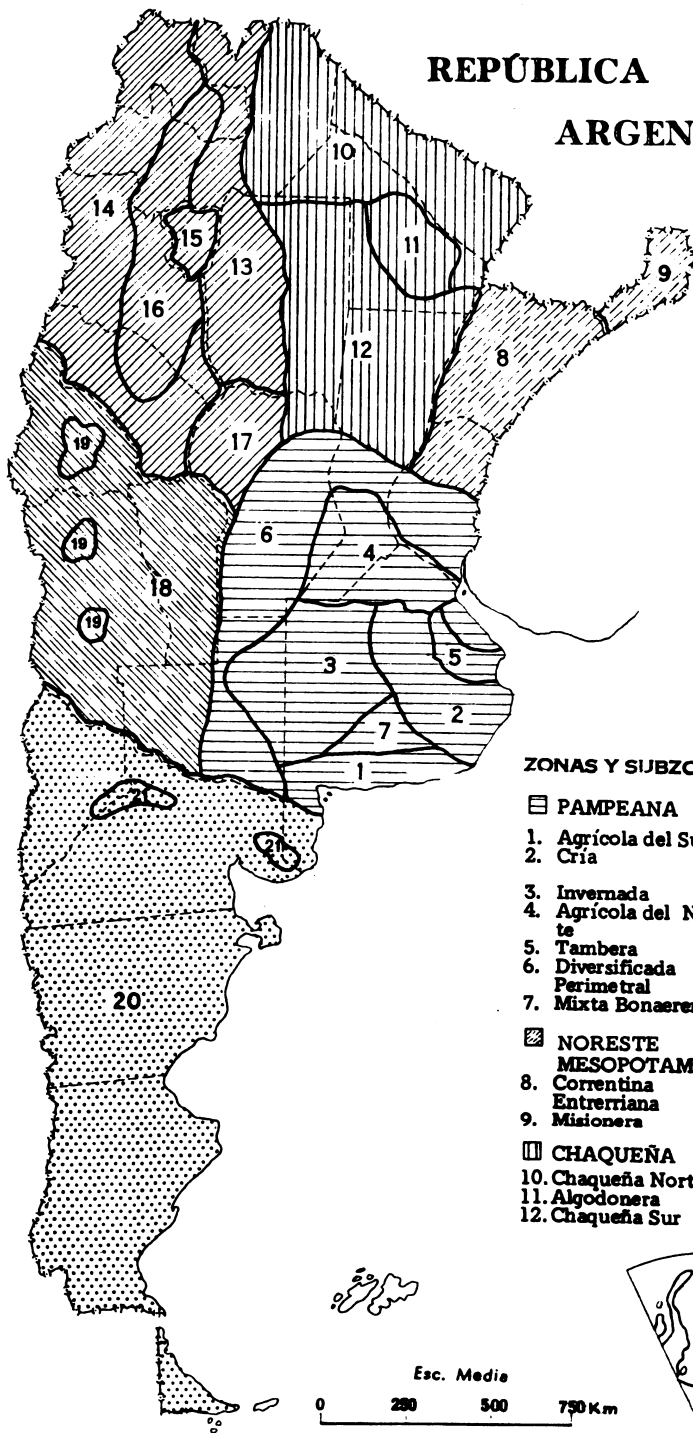 REPÚBLICA
ARGEN
10
14
15
11
13
9
16
12
8
17
19
6
4
19
18
19
3
5
2
7
1
21
21
20
ZONAS Y SUBZO
PAMPEANA
1. Agrícola del Su
2. Cría
3. Invernada
4. Agrícola del N
te
5. Tambera
6. Diversificada
Perimetral
7. Mixta Bonaeren
NORESTE
MESOPOTAM
8. Correntina
Entrerriana
9. Misionera
CHAQUEÑA
10. Chaqueña Nort
11. Algodonera
12. Chaqueña Sur
Esc. Media
0 250 500 750 Km